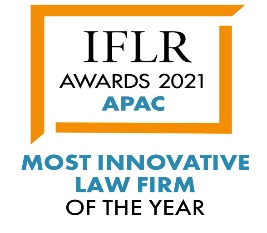 IFLR
AWARDS 2021
APAC
MOST INNOVATIVE
LAW FIRM
OF THE YEAR